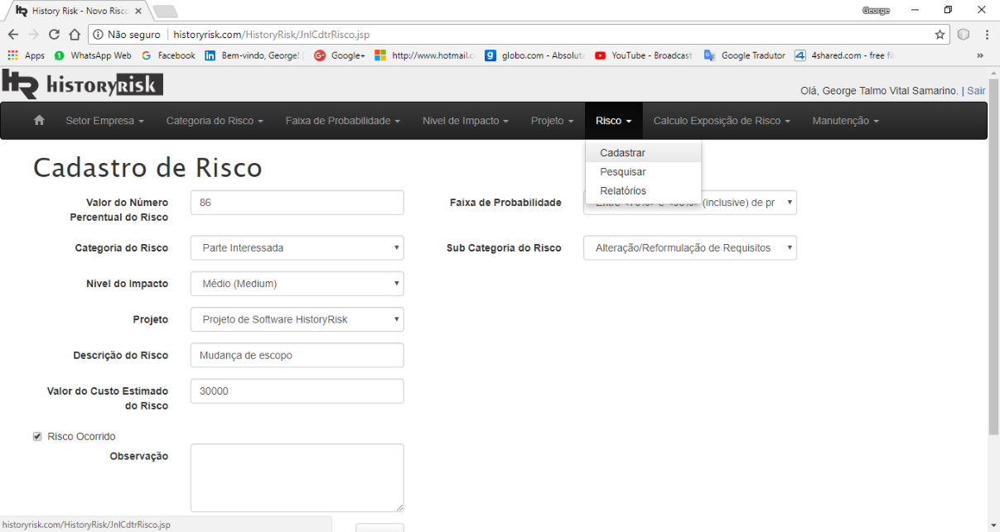 History Risk - Novo Risco
George
Não seguro | historyrisk.com/HistoryRisk/JnlCdtrRisco.jsp
Apps WhatsApp Web Facebook Bem-vindo, George! Google+ http://www.hotmail.c globo.com - Absoluta YouTube - Broadcast Google Tradutor 4shared.com - free fil »
HR historyrisk
Olá, George Talmo Vital Samarino. | Sair
Setor Empresa Categoria do Risco Faixa de Probabilidade Nivel de Impacto Projeto Risco Calculo Exposição de Risco Manutenção
Cadastrar
Pesquisar
Relatórios
Cadastro de Risco
Valor do Número Percentual do Risco 86 Faixa de Probabilidade (inclusive) de pr
Categoria do Risco Parte Interessada Sub Categoria do Risco Alteração/Reformulação de Requisitos
Nivel do Impacto Médio (Medium)
Projeto Projeto de Software HistoryRisk
Descrição do Risco Mudança de escopo
Valor do Custo Estimado do Risco 30000
Risco Ocorrido
Observação
historyrisk.com/HistoryRisk/JnlCdtrRisco.jsp